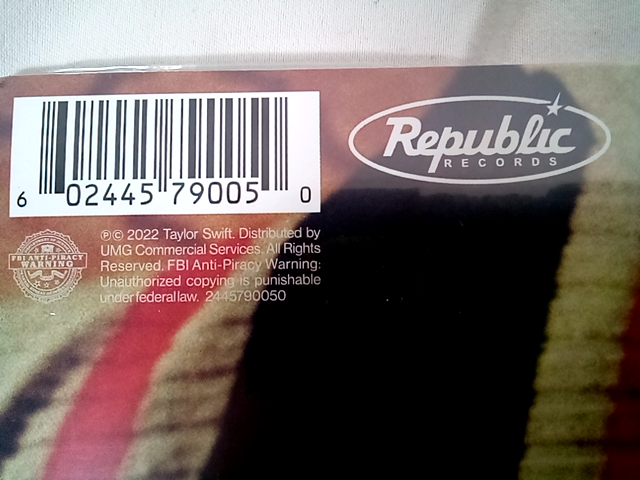 6 02445 79005 0
Republic
RECORDS
FBI ANTI-PIRACY
WARNING
℗© 2022 Taylor Swift. Distributed by
UMG Commercial Services. All Rights
Reserved. FBI Anti-Piracy Warning:
Unauthorized copying is punishable
under federal law. 2445790050